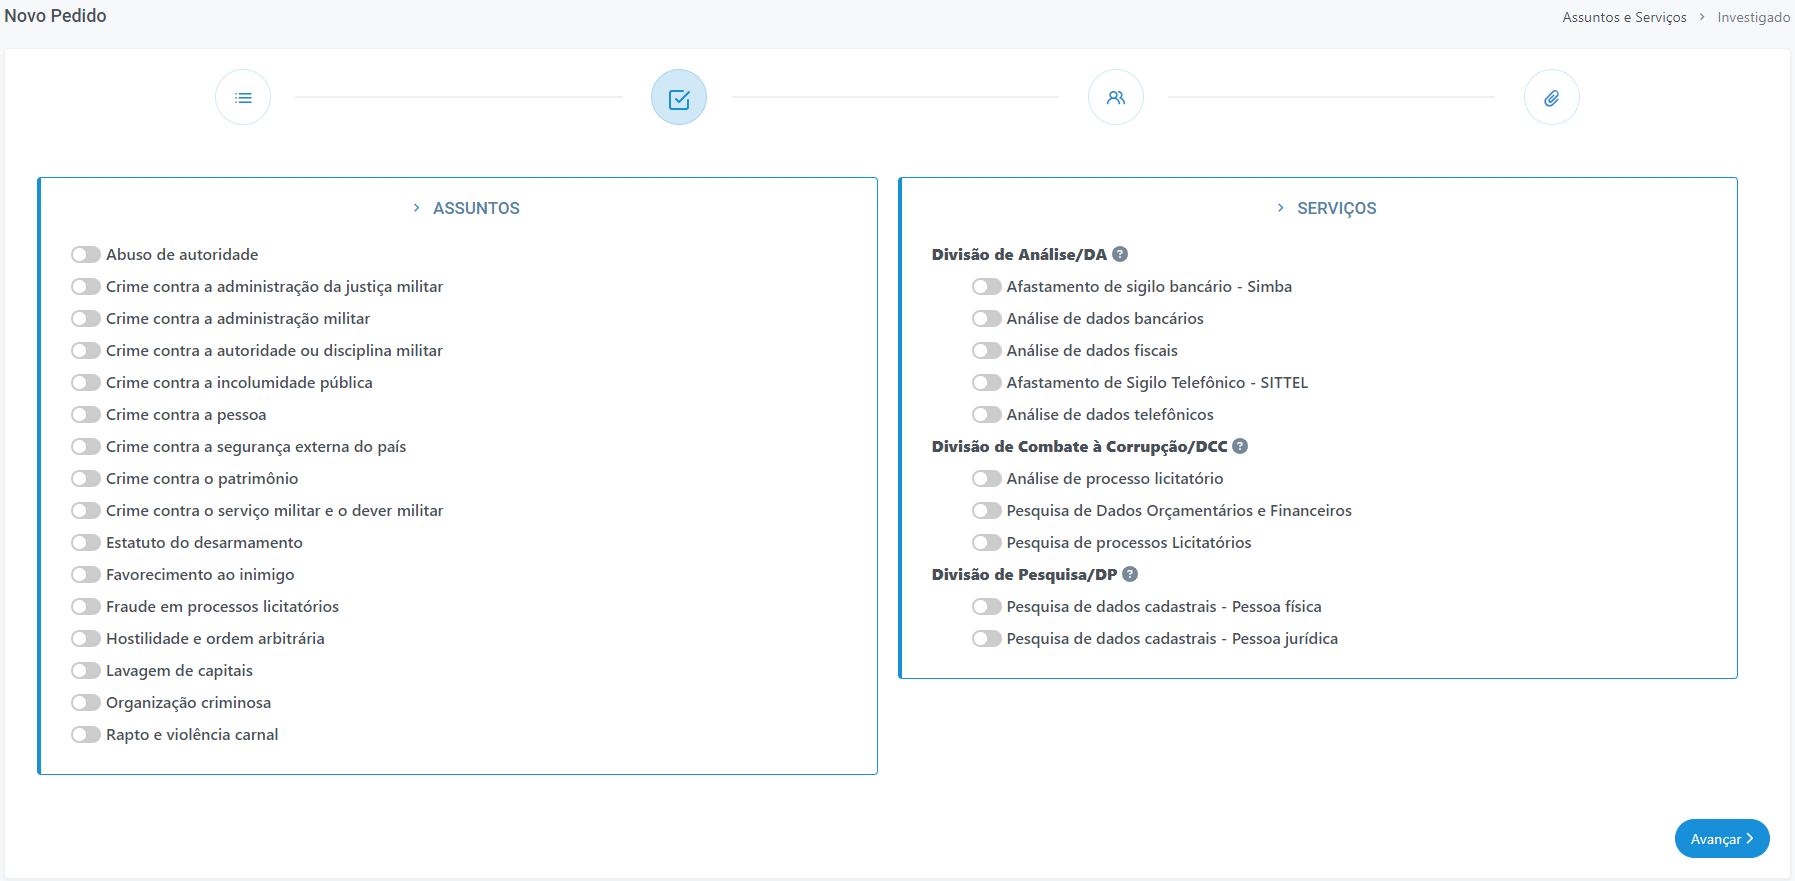 Novo Pedido
Assuntos e Serviços > Investigado
> ASSUNTOS
Abuso de autoridade
Crime contra a administração da justiça militar
Crime contra a administração militar
Crime contra a autoridade ou disciplina militar
Crime contra a incolumidade pública
Crime contra a pessoa
Crime contra a segurança externa do país
Crime contra o patrimônio
Crime contra o serviço militar e o dever militar
Estatuto do desarmamento
Favorecimento ao inimigo
Fraude em processos licitatórios
Hostilidade e ordem arbitrária
Lavagem de capitais
Organização criminosa
Rapto e violência carnal
> SERVIÇOS
Divisão de Análise/DA ?
Afastamento de sigilo bancário - Simba
Análise de dados bancários
Análise de dados fiscais
Afastamento de Sigilo Telefônico - SITTEL
Análise de dados telefônicos
Divisão de Combate à Corrupção/DCC ?
Análise de processo licitatório
Pesquisa de Dados Orçamentários e Financeiros
Pesquisa de processos Licitatórios
Divisão de Pesquisa/DP ?
Pesquisa de dados cadastrais - Pessoa física
Pesquisa de dados cadastrais - Pessoa jurídica
Avançar >